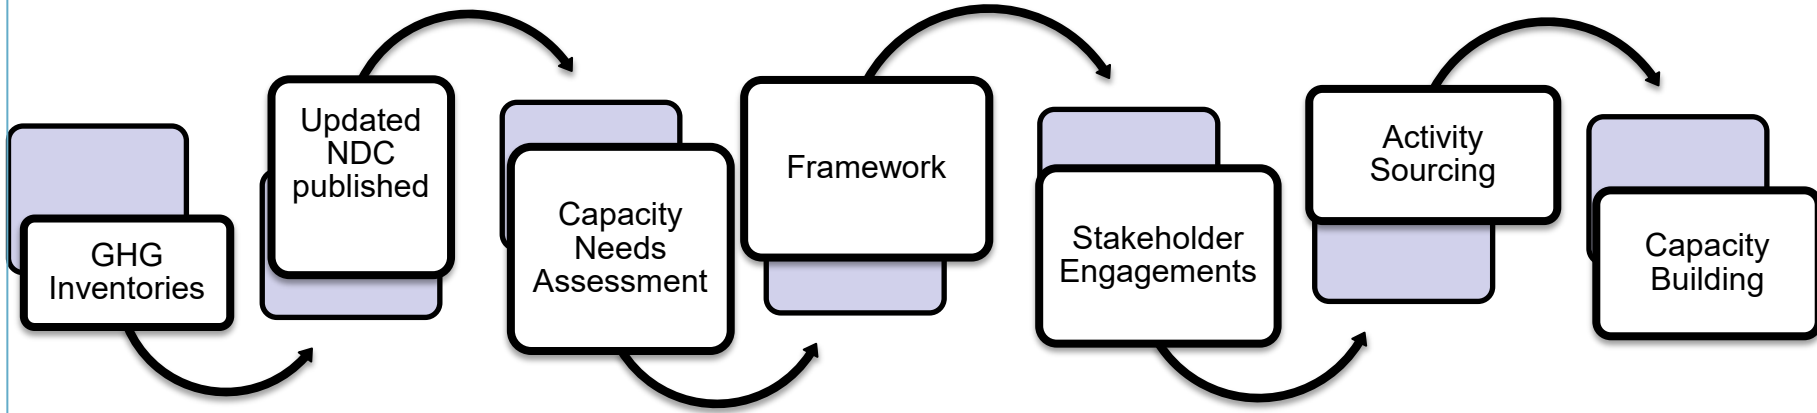 GHG
Inventories
Updated
NDC
published
Capacity
Needs
Assessment
Framework
Stakeholder
Engagements
Activity
Sourcing
Capacity
Building